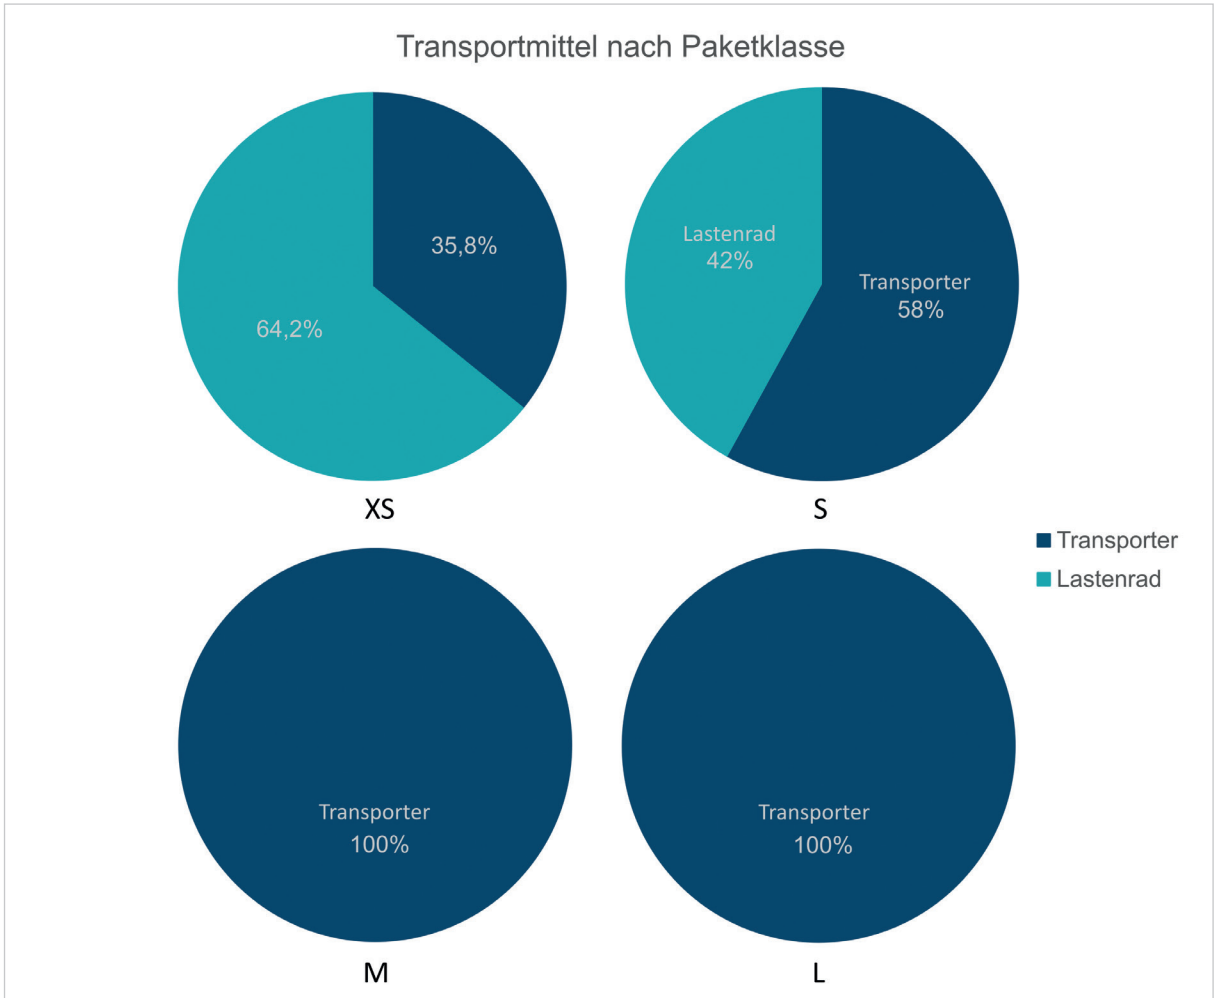 Transportmittel nach Paketklasse
35,8%
64,2%
XS
Lastenrad
42%
Transporter
58%
S
Transporter
Lastenrad
Transporter
100%
M
Transporter
100%
L